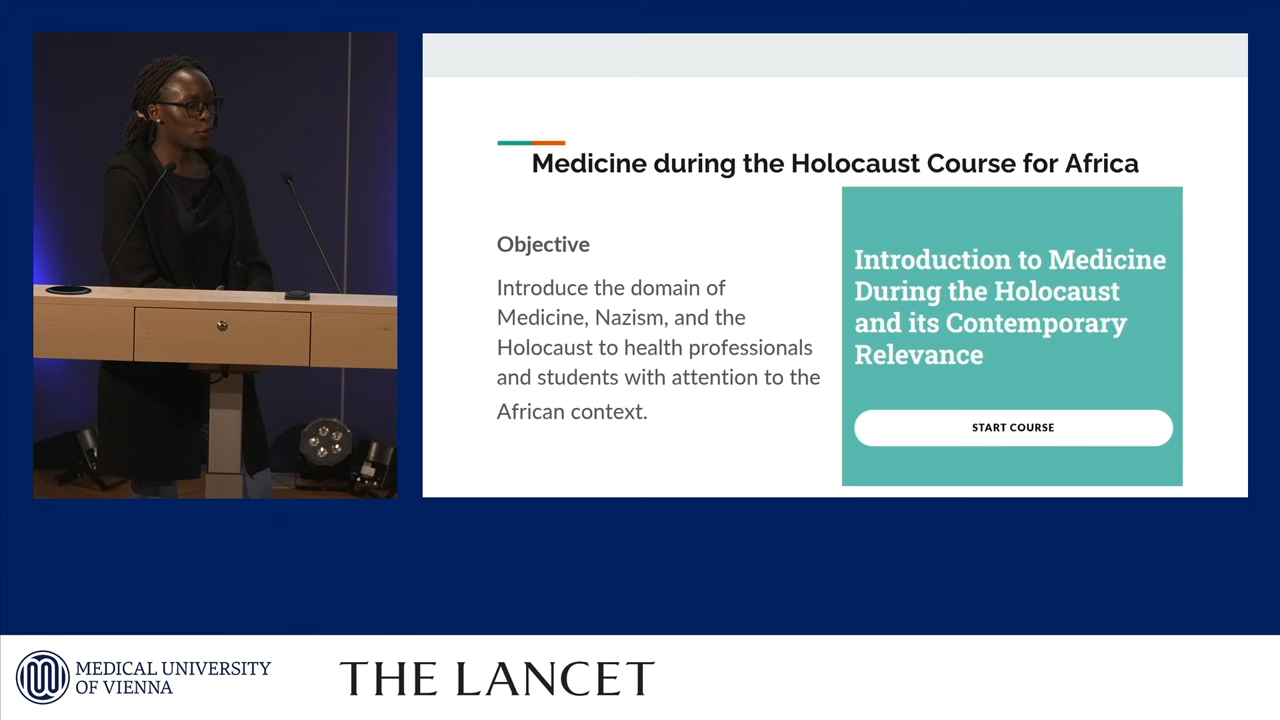 Medicine during the Holocaust Course for Africa
Objective
Introduce the domain of
Medicine, Nazism, and the
Holocaust to health professionals
and students with attention to the
African context.
Introduction to Medicine
During the Holocaust
and its Contemporary
Relevance
START COURSE
MEDICAL UNIVERSITY
OF VIENNA
THE LANCET